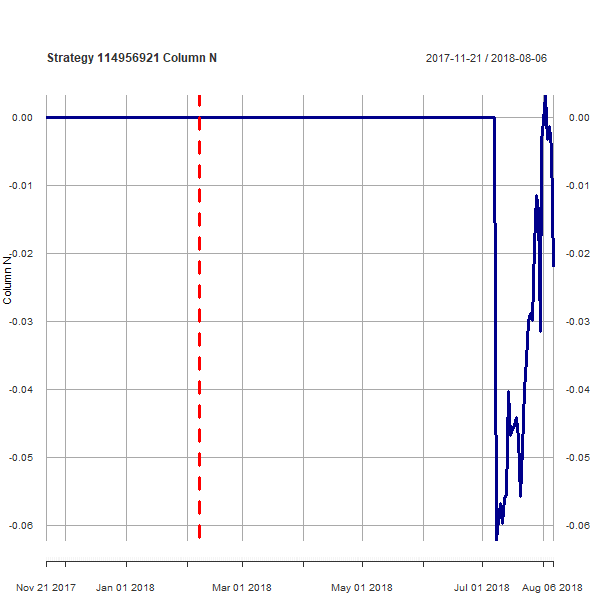 Strategy 114956921 Column N
2017-11-21 / 2018-08-06
Column N
0.00
-0.01
-0.02
-0.03
-0.04
-0.05
-0.06
0.00
-0.01
-0.02
-0.03
-0.04
-0.05
-0.06
Nov 21 2017
Jan 01 2018
Mar 01 2018
May 01 2018
Jul 01 2018
Aug 06 2018